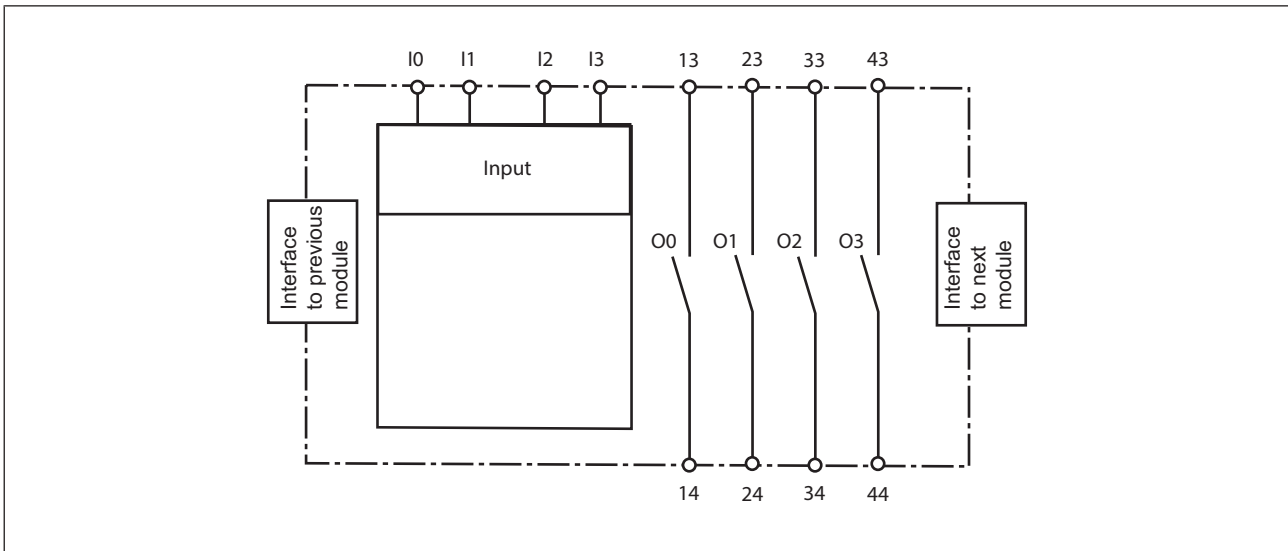 I0 I1 I2 I3 13 23 33 43
Input
Interface
to previous
module
O0 O1 O2 O3
Interface
to next
module
14 24 34 44